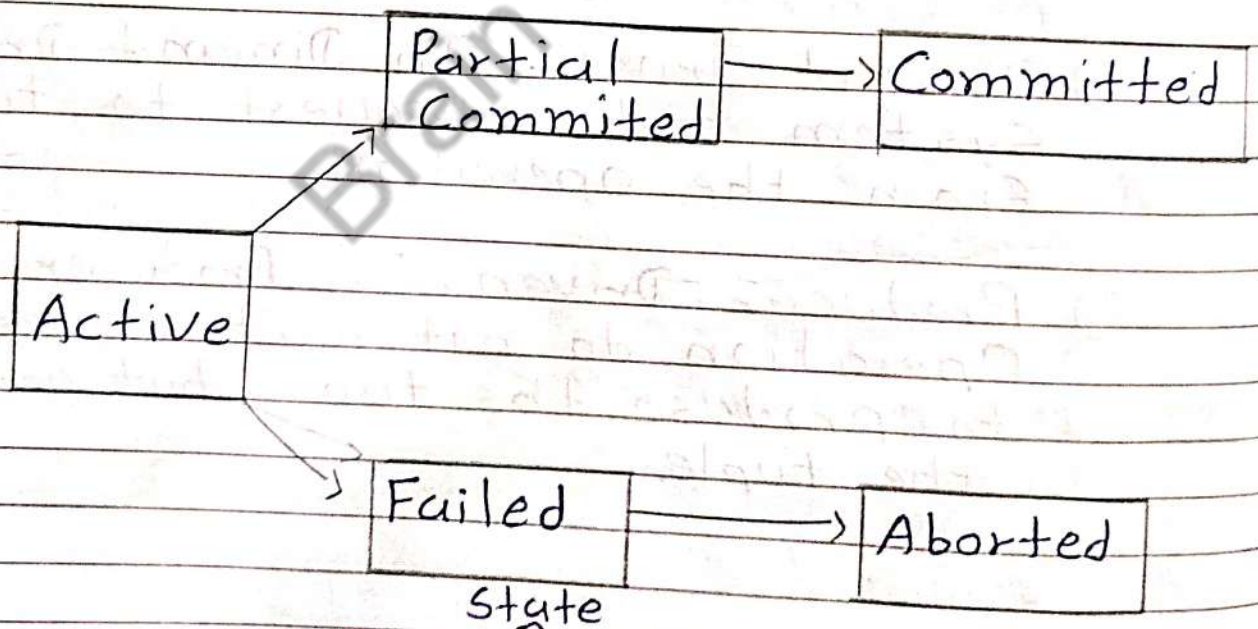 Partial
Commited
Committed
Active
Failed
Aborted
State